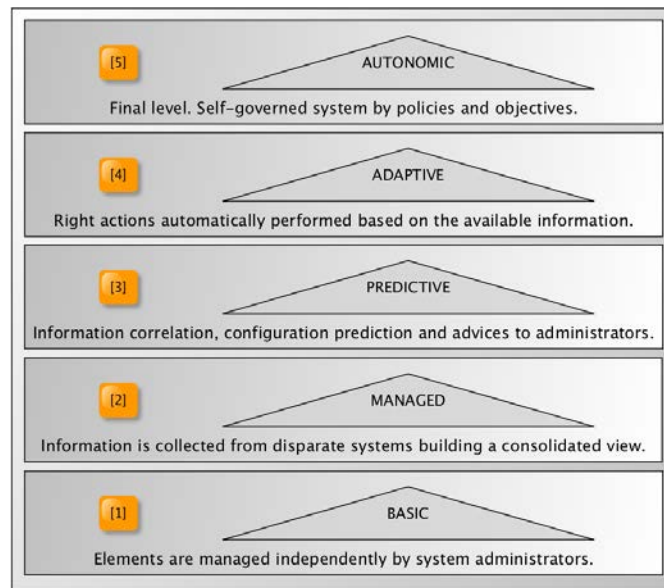 [5]
AUTONOMIC
Final level. Self-governed system by policies and objectives.
[4]
ADAPTIVE
Right actions automatically performed based on the available information.
[3]
PREDICTIVE
Information correlation, configuration prediction and advices to administrators.
[2]
MANAGED
Information is collected from disparate systems building a consolidated view.
[1]
BASIC
Elements are managed independently by system administrators.